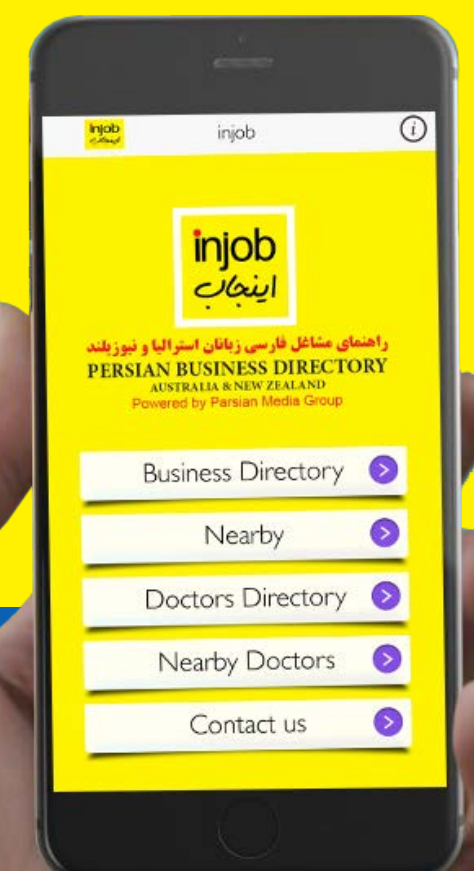 injob
اینجاب
injob
i
injob
اینجاب
راهنمای مشاغل فارسی زبانان استرالیا و نیوزیلند
PERSIAN BUSINESS DIRECTORY
AUSTRALIA & NEW ZEALAND
Powered by Parsian Media Group
Business Directory
Nearby
Doctors Directory
Nearby Doctors
Contact us